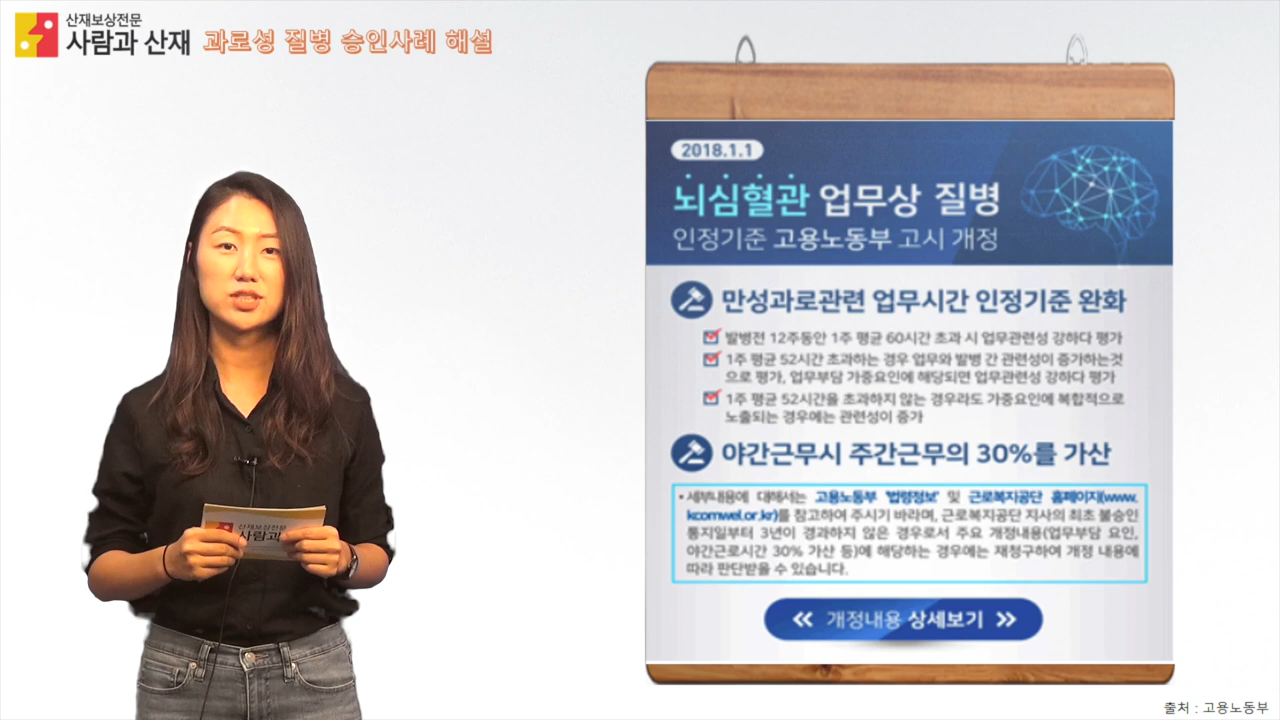 산재보상전문
사람과 산재
과로성 질병 승인사례 해설
2018.1.1
뇌심혈관 업무상 질병
인정기준 고용노동부 고시 개정
만성과로관련 업무시간 인정기준 완화
발병전 12주동안 1주 평균 60시간 초과 시 업무관련성 강하다 평가
1주 평균 52시간 초과하는 경우 업무와 발병 간 관련성이 증가하는것
으로 평가, 업무부담 가중요인에 해당되면 업무관련성 강하다 평가
1주 평균 52시간을 초과하지 않는 경우라도 가중요인에 복합적으로
노출되는 경우에는 관련성이 증가
야간근무시 주간근무의 30%를 가산
• 세부내용에 대해서는 고용노동부 '법령정보' 및 근로복지공단 홈페이지(www.
kcomwel.or.kr)를 참고하여 주시기 바라며, 근로복지공단 지사의 최초 불승인
통지일부터 3년이 경과하지 않은 경우로서 주요 개정내용(업무부담 요인,
야간근로시간 30% 가산 등)에 해당하는 경우에는 재청구하여 개정 내용에
따라 판단받을 수 있습니다.
≪ 개정내용 상세보기 ≫
산재보상전문
사람과
출처 : 고용노동부